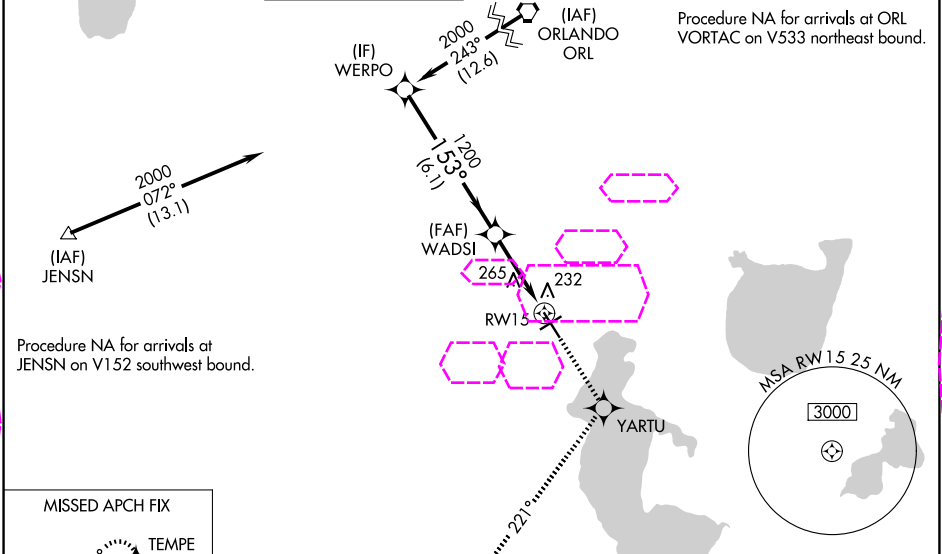 (IAF)
ORLANDO
ORL
Procedure NA for arrivals at ORL
VORTAC on V533 northeast bound.
2000
243°
(12.6)
(IF)
WERPO
1200
153°
(6.1)
2000
072°
(13.1)
(IAF)
JENSN
(FAF)
WADSI
265
232
RW15
Procedure NA for arrivals at
JENSN on V152 southwest bound.
MSA RW15 25 NM
3000
YARTU
221°
MISSED APCH FIX
TEMPE